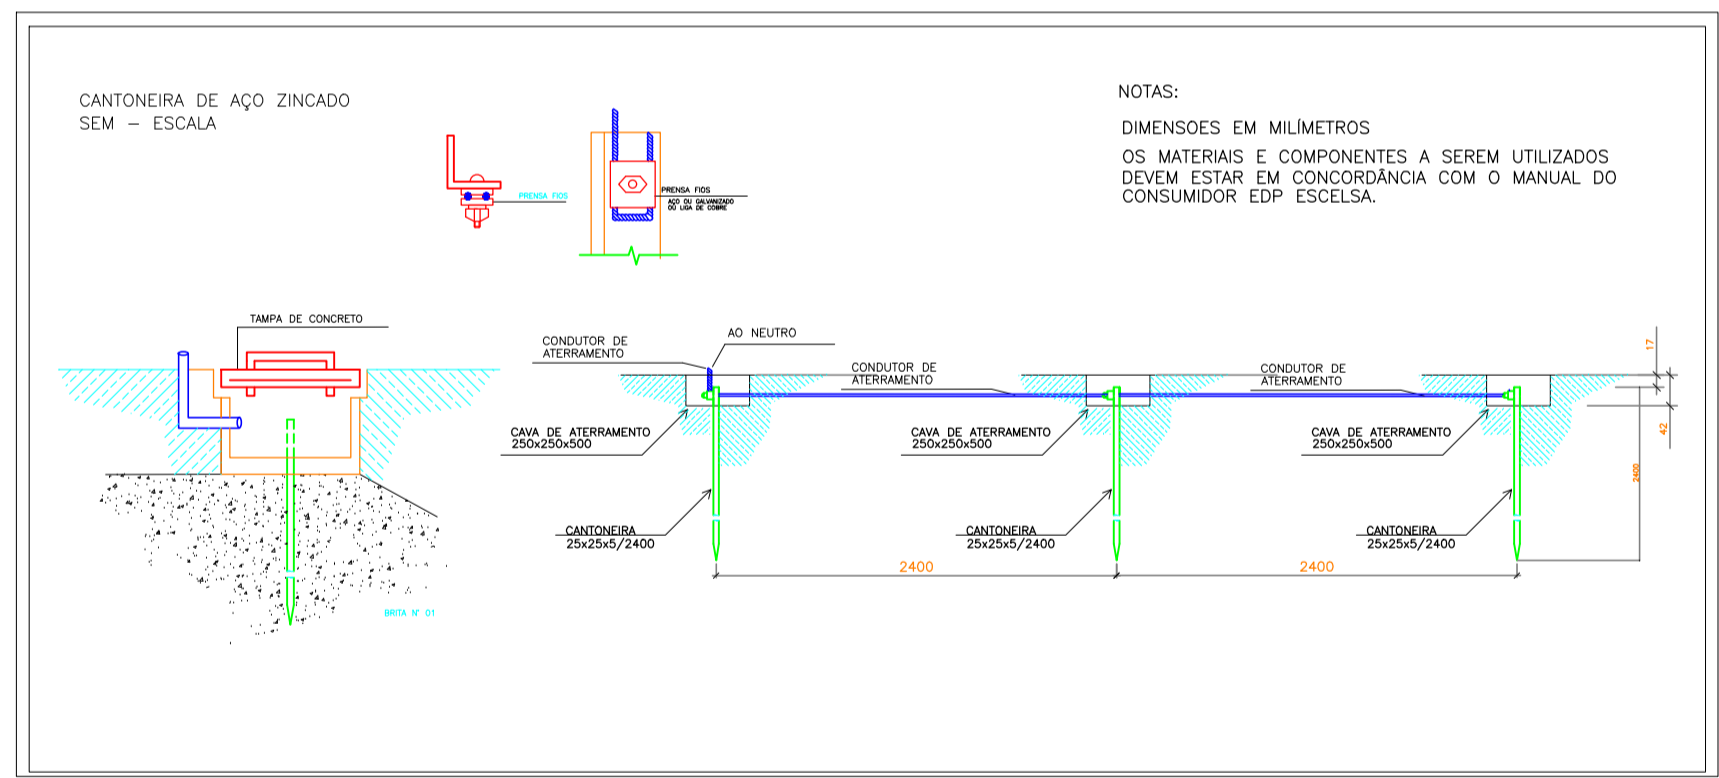 CANTONEIRA DE AÇO ZINCADO
SEM - ESCALA
PRENSA FIOS
PRENSA FIOS
AÇO OU GALVANIZADO
OU LIGA DE COBRE
NOTAS:
DIMENSOES EM MILÍMETROS
OS MATERIAIS E COMPONENTES A SEREM UTILIZADOS
DEVEM ESTAR EM CONCORDÂNCIA COM O MANUAL DO
CONSUMIDOR EDP ESCELSA.
TAMPA DE CONCRETO
BRITA N° 01
CONDUTOR DE
ATERRAMENTO
AO NEUTRO
CONDUTOR DE
ATERRAMENTO
CONDUTOR DE
ATERRAMENTO
CAVA DE ATERRAMENTO
250x250x500
CAVA DE ATERRAMENTO
250x250x500
CAVA DE ATERRAMENTO
250x250x500
CANTONEIRA
25x25x5/2400
CANTONEIRA
25x25x5/2400
CANTONEIRA
25x25x5/2400
2400
2400
17
42
2400